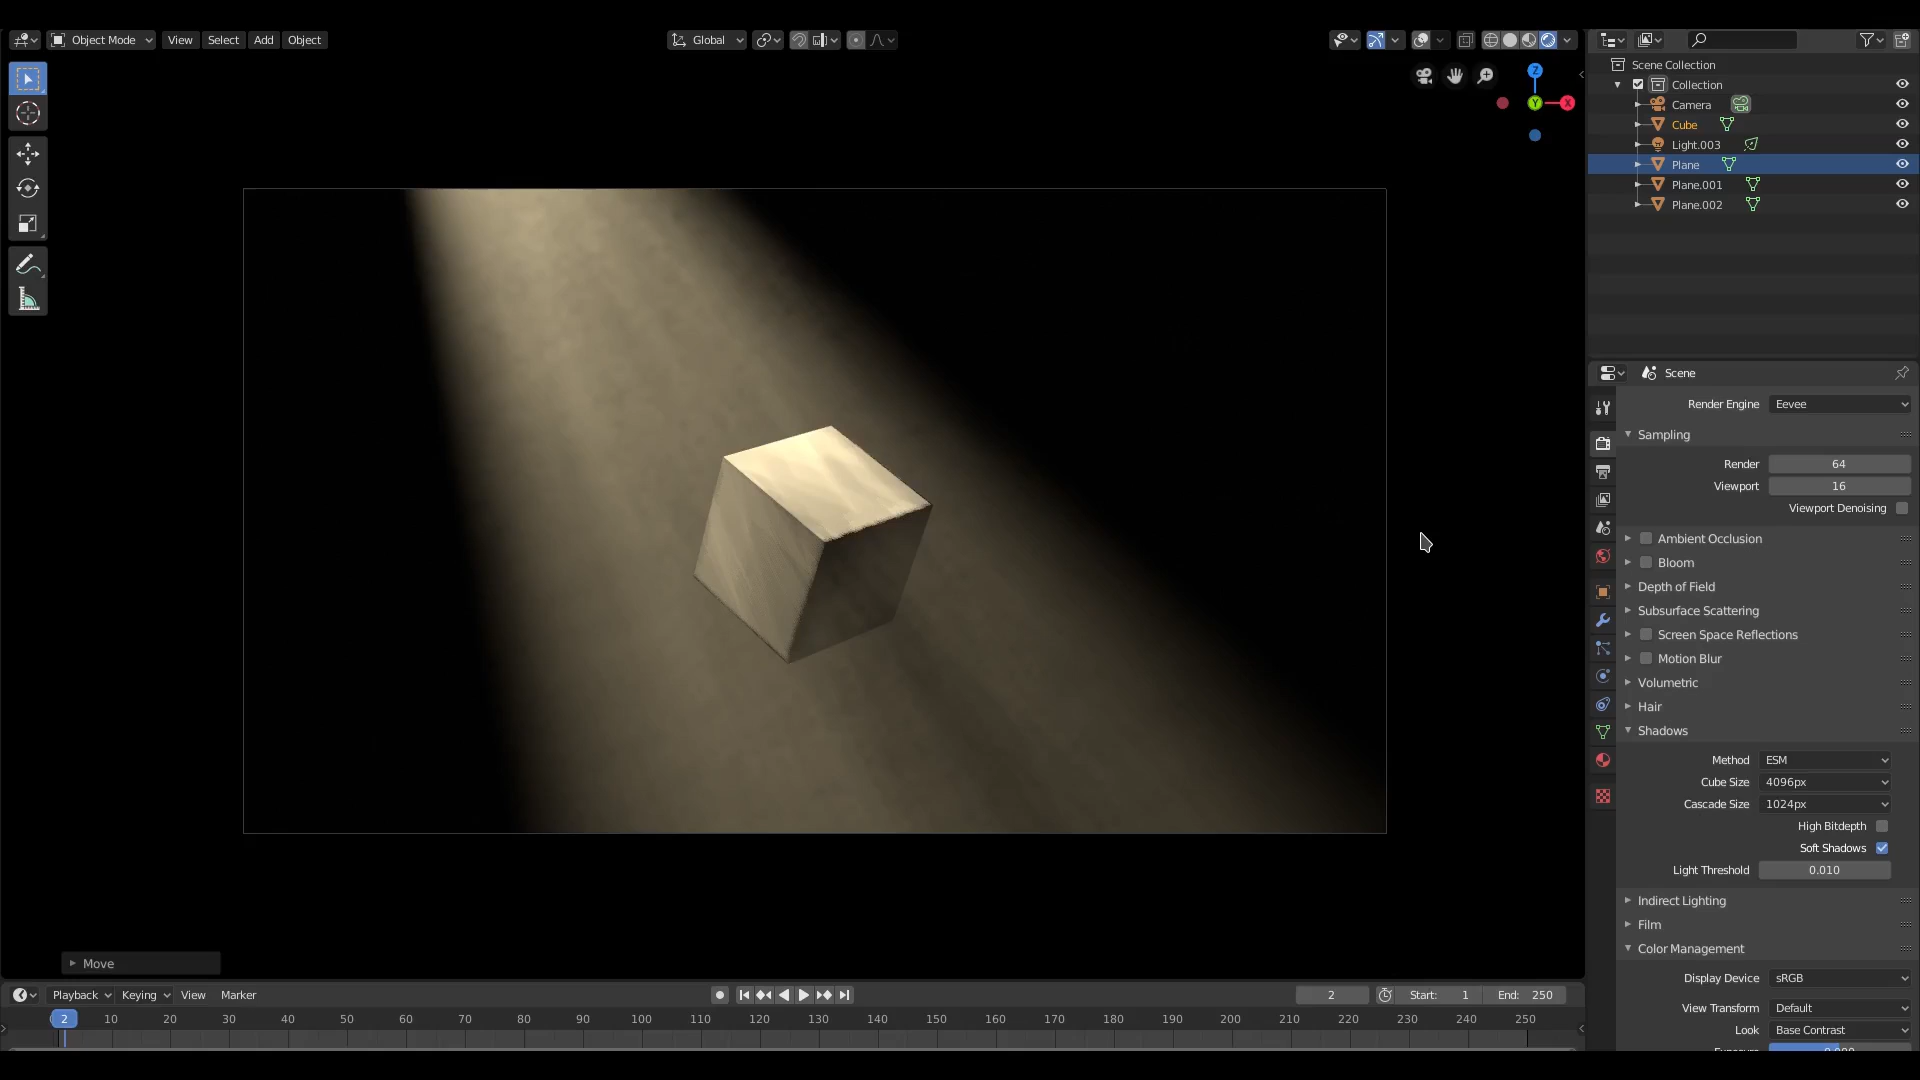 Object Mode View Select Add Object Global
Z
Y X
Scene Collection
Collection
Camera
Cube
Light.003
Plane
Plane.001
Plane.002
Scene
Render Engine Eevee
Sampling
Render 64
Viewport 16
Viewport Denoising
Ambient Occlusion
Bloom
Depth of Field
Subsurface Scattering
Screen Space Reflections
Motion Blur
Volumetric
Hair
Shadows
Method ESM
Cube Size 4096px
Cascade Size 1024px
High Bitdepth
Soft Shadows
Light Threshold 0.010
Indirect Lighting
Film
Color Management
Display Device sRGB
View Transform Default
Look Base Contrast
Move
Playback Keying View Marker 2 Start: 1 End: 250
2 10 20 30 40 50 60 70 80 90 100 110 120 130 140 150 160 170 180 190 200 210 220 230 240 250